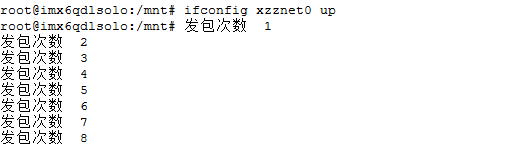 root@imx6qdlsolo:/mnt# ifconfig xzznet0 up
root@imx6qdlsolo:/mnt# 发包次数 1
发包次数 2
发包次数 3
发包次数 4
发包次数 5
发包次数 6
发包次数 7
发包次数 8